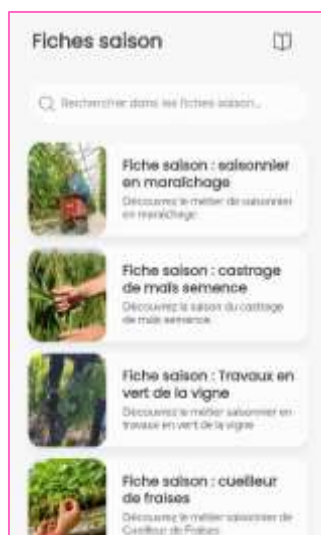 Fiches saison
Rechercher dans les fiches saison...
Fiche saison : saisonnier
en maraîchage
Découvrez le métier de saisonnier
en maraîchage
Fiche saison : castrage
de maïs semence
Découvrez la saison du castrage
de maïs semence
Fiche saison : Travaux en
vert de la vigne
Découvrez le métier saisonnier en
travaux en vert de la vigne
Fiche saison : cueilleur
de fraises
Découvrez le métier saisonnier de
Cueilleur de Fraises